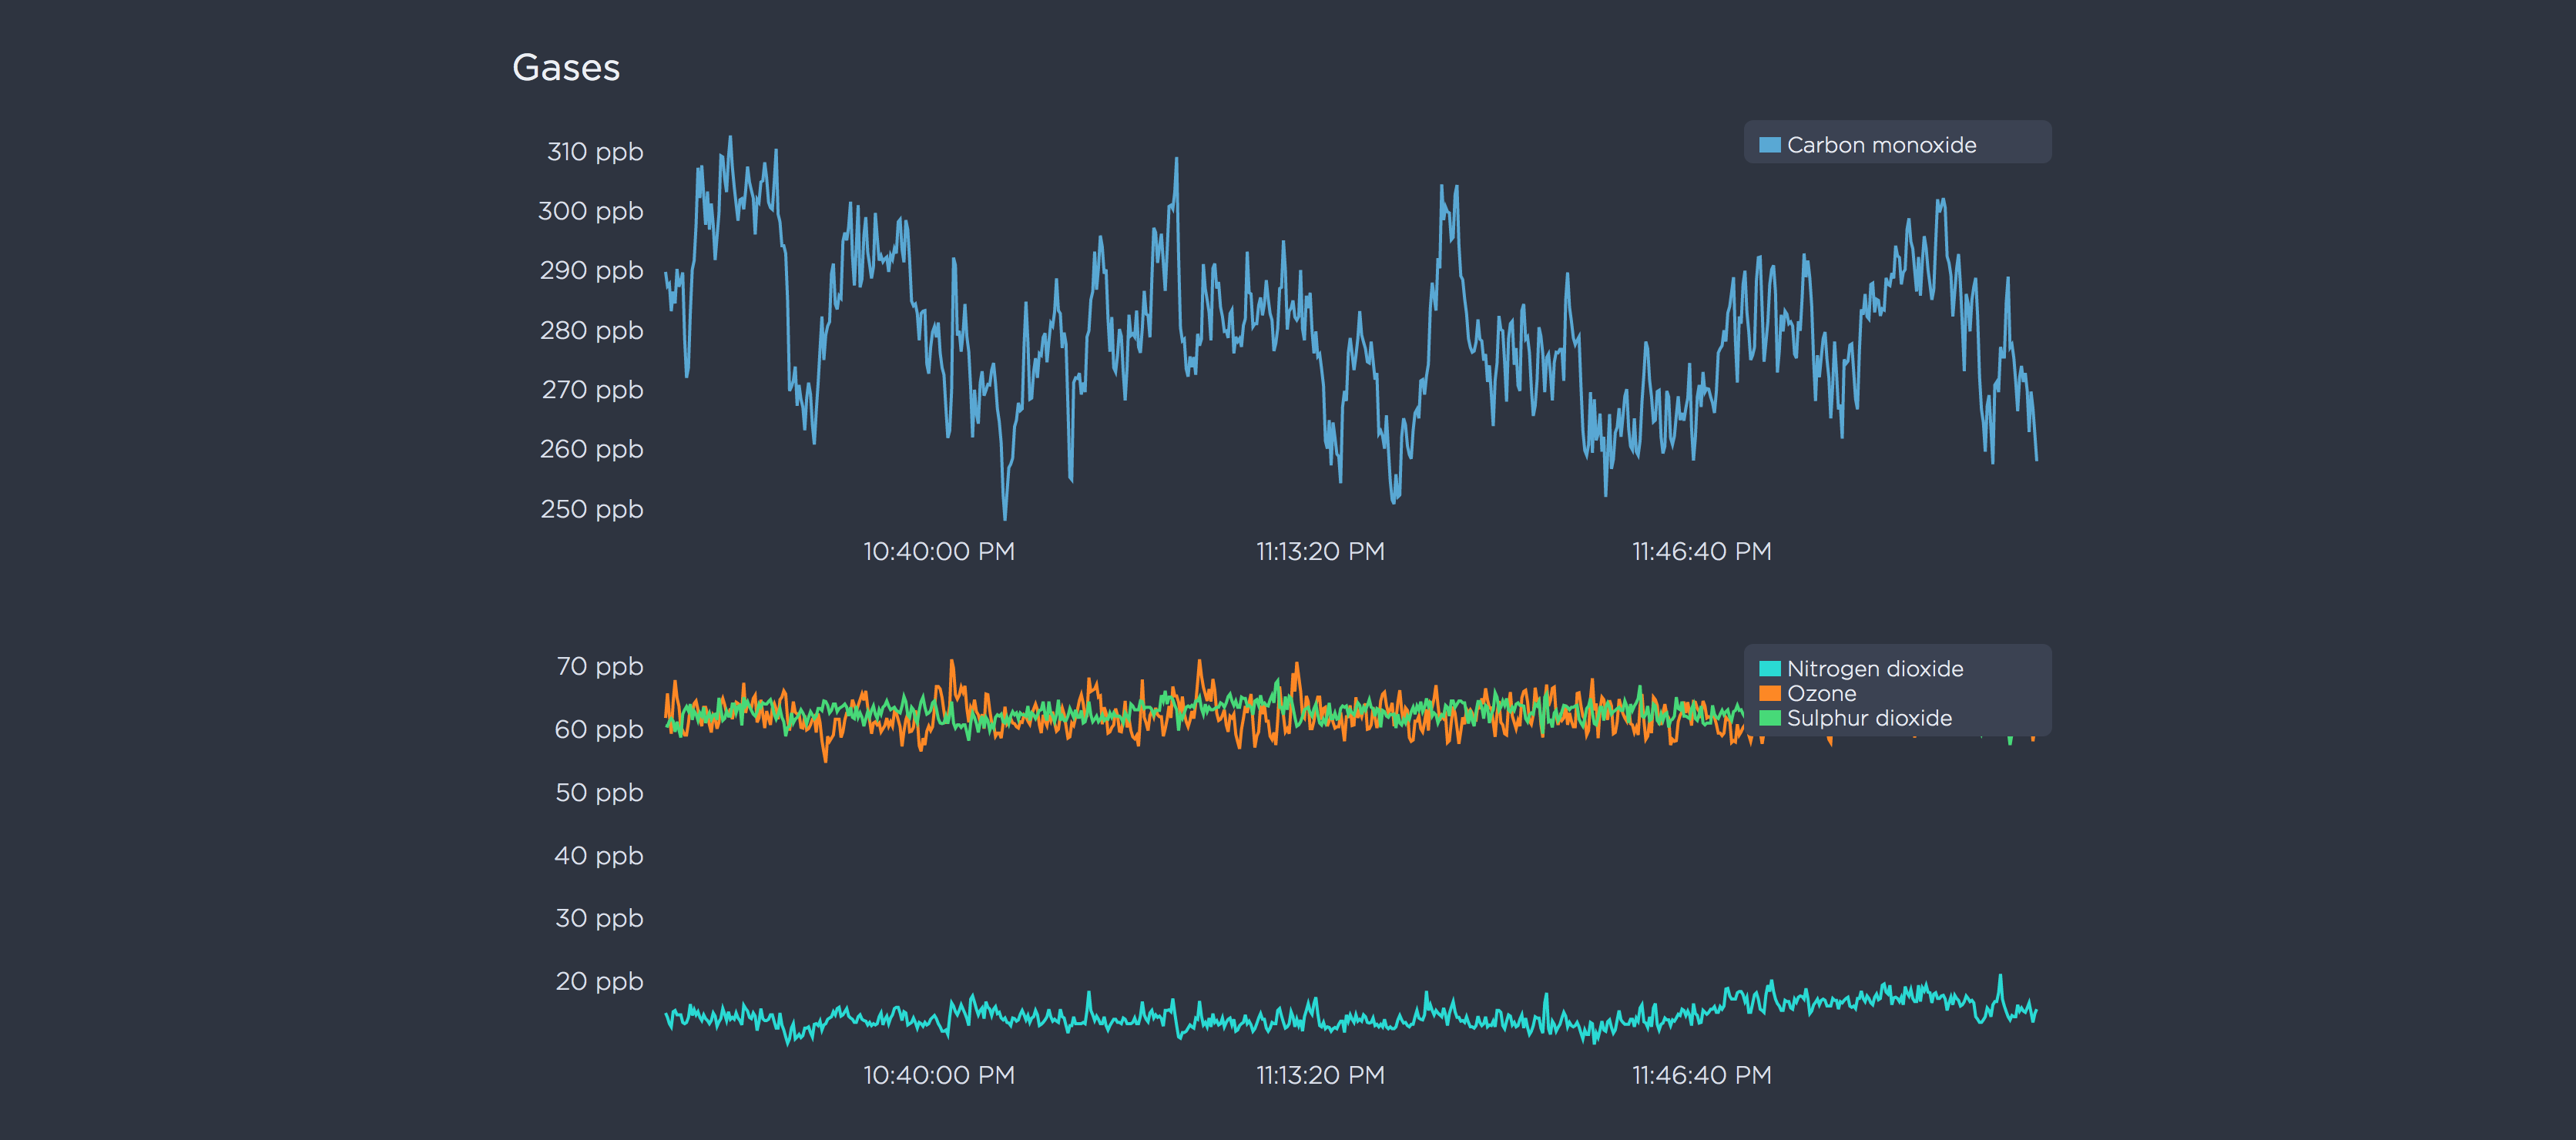 Gases
310 ppb
300 ppb
290 ppb
280 ppb
270 ppb
260 ppb
250 ppb
Carbon monoxide
10:40:00 PM 11:13:20 PM 11:46:40 PM
70 ppb
60 ppb
50 ppb
40 ppb
30 ppb
20 ppb
Nitrogen dioxide
Ozone
Sulphur dioxide
10:40:00 PM 11:13:20 PM 11:46:40 PM